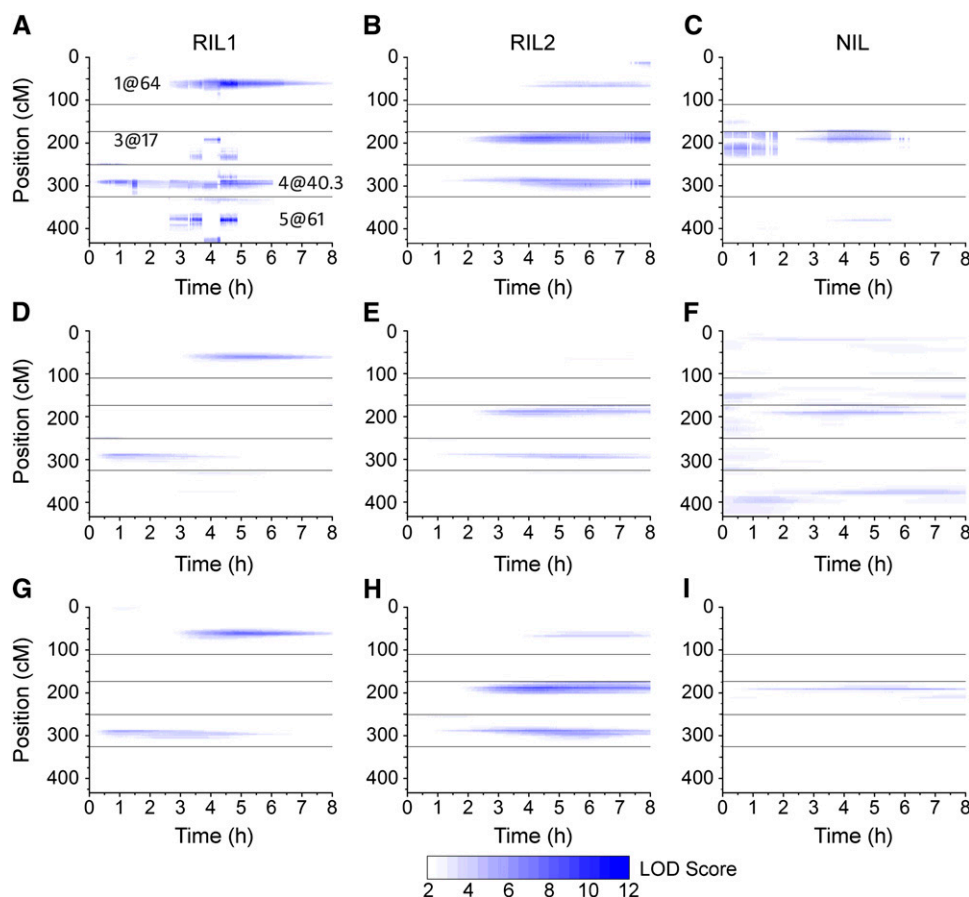 A B C
RIL1 RIL2 NIL
Position (cM) Position (cM)
0 0 0
1@64
100 100 100
3@17
200 200 200
300 4@40.3 300 300
5@61
400 400 400
0 1 2 3 4 5 6 7 8 0 1 2 3 4 5 6 7 8 0 1 2 3 4 5 6 7 8
Time (h) Time (h) Time (h)
D E F
Position (cM)
0 0 0
100 100 100
200 200 200
300 300 300
400 400 400
0 1 2 3 4 5 6 7 8 0 1 2 3 4 5 6 7 8 0 1 2 3 4 5 6 7 8
Time (h) Time (h) Time (h)
G H I
Position (cM)
0 0 0
100 100 100
200 200 200
300 300 300
400 400 400
0 1 2 3 4 5 6 7 8 0 1 2 3 4 5 6 7 8 0 1 2 3 4 5 6 7 8
Time (h) Time (h) Time (h)
LOD Score
2 4 6 8 10 12